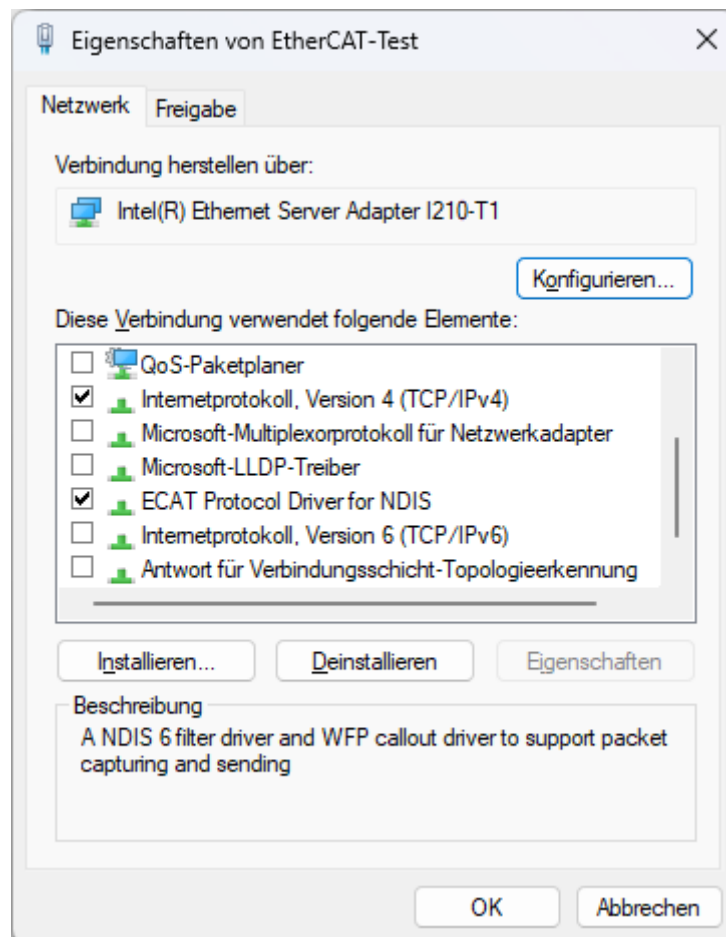 Eigenschaften von EtherCAT-Test
Netzwerk
Freigabe
Verbindung herstellen über:
Intel(R) Ethernet Server Adapter I210-T1
Konfigurieren...
Diese Verbindung verwendet folgende Elemente:
QoS-Paketplaner
Internetprotokoll, Version 4 (TCP/IPv4)
Microsoft-Multiplexorprotokoll für Netzwerkadapter
Microsoft-LLDP-Treiber
ECAT Protocol Driver for NDIS
Internetprotokoll, Version 6 (TCP/IPv6)
Antwort für Verbindungsschicht-Topologieerkennung
Installieren...
Deinstallieren
Eigenschaften
Beschreibung
A NDIS 6 filter driver and WFP callout driver to support packet
capturing and sending
OK
Abbrechen